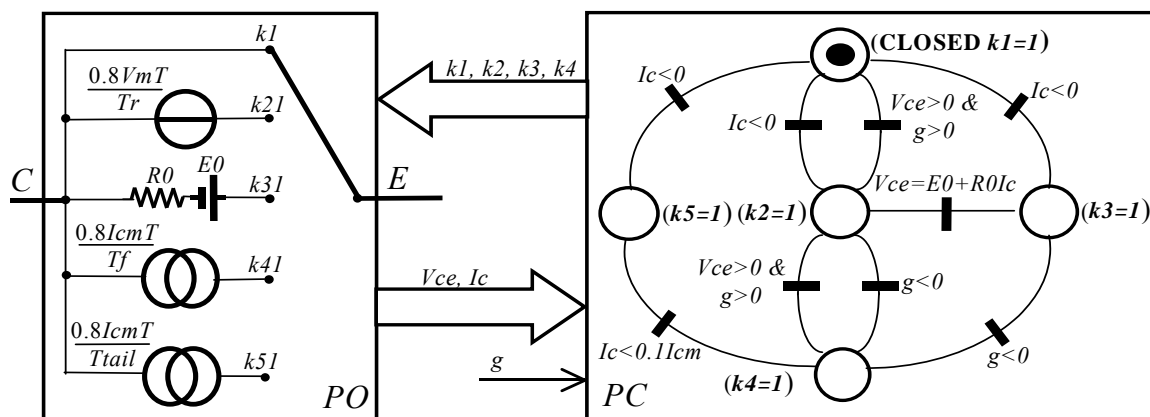 k1
0.8VmT
Tr
k21
C
R0
E0
k31
E
0.8IcmT
Tf
k41
0.8IcmT
Ttail
k51
PO
k1, k2, k3, k4
Vce, Ic
g
(CLOSED k1=1)
Ic<0
Ic<0
Vce>0 &
g>0
Ic<0
Vce=E0+R0Ic
(k5=1)
(k2=1)
(k3=1)
Vce>0 &
g>0
g<0
Ic<0.1Icm
g<0
(k4=1)
PC